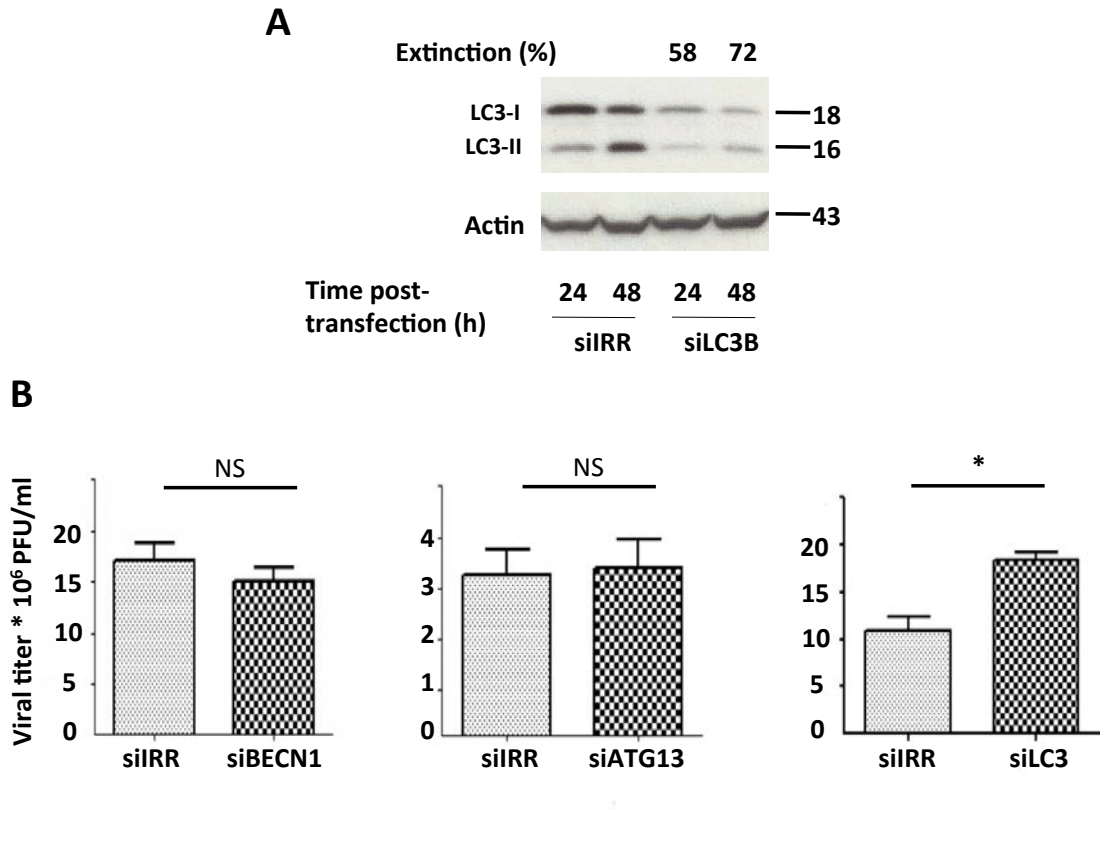 A
Extinction (%) 58 72
LC3-I 18
LC3-II 16
Actin 43
Time post- 24 48 24 48
transfection (h) siIRR siLC3B
B
Viral titer * 10⁶ PFU/ml
NS
20
15
10
5
0
siIRR siBECN1
NS
4
3
2
1
0
siIRR siATG13
*
20
15
10
5
0
siIRR siLC3